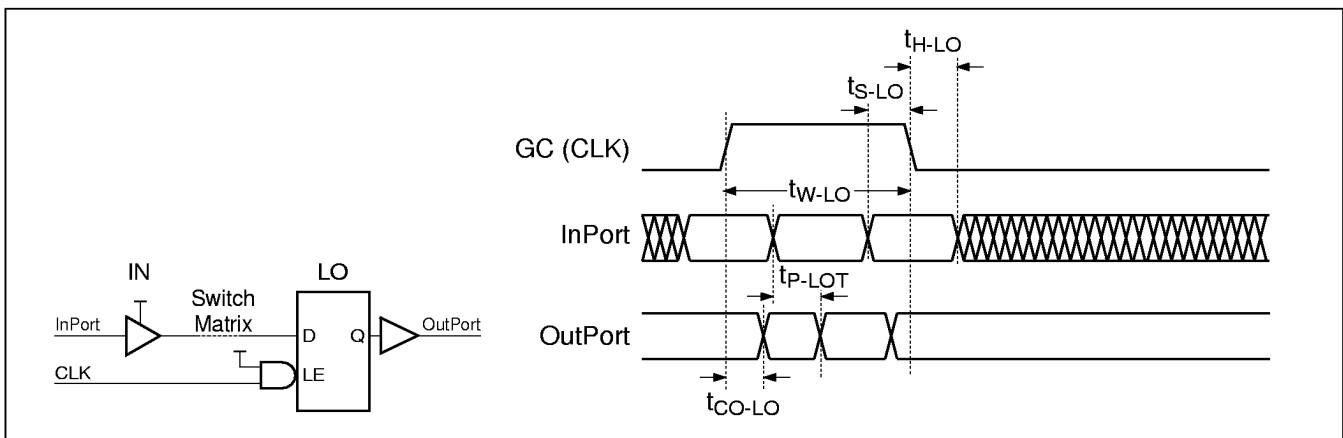 IN
LO
Switch
Matrix
InPort
D
Q
OutPort
CLK
LE
tH-LO
tS-LO
GC (CLK)
tW-LO
InPort
tP-LOT
OutPort
tCO-LO